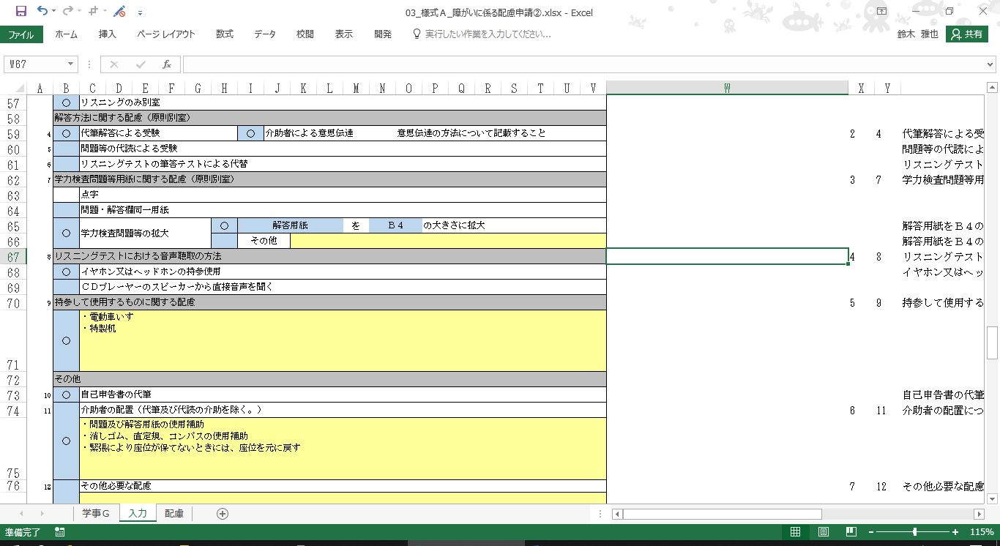 03_様式Ａ_障がいに係る配慮申請②.xlsx - Excel
ファイル ホーム 挿入 ページ レイアウト 数式 データ 校閲 表示 開発 実行したい作業を入力してください... 鈴木 雅也 共有
W67 fx
A B C D E F G H I J K L M N O P Q R S T U V W X Y
57 ○ リスニングのみ別室
58 解答方法に関する配慮（原則別室）
59 4 ○ 代筆解答による受験 ○ 介助者による意思伝達 意思伝達の方法について記載すること 2 4 代筆解答による受
60 5 問題等の代読による受験 問題等の代読によ
61 6 リスニングテストの筆答テストによる代替 リスニングテスト
62 7 学力検査問題等用紙に関する配慮（原則別室） 3 7 学力検査問題等用
63 点字
64 問題・解答欄同一用紙
65 ○ 学力検査問題等の拡大 ○ 解答用紙 を Ｂ４ の大きさに拡大 解答用紙をＢ４の
66 その他 解答用紙をＢ４の
67 8 リスニングテストにおける音声聴取の方法 4 8 リスニングテスト
68 ○ イヤホン又はヘッドホンの持参使用 イヤホン又はヘッ
69 ＣＤプレーヤーのスピーカーから直接音声を聞く
70 9 持参して使用するものに関する配慮 5 9 持参して使用する
・電動車いす
・特製机
○
71
72 その他
73 10 ○ 自己申告書の代筆 自己申告書の代筆
74 11 介助者の配置（代筆及び代読の介助を除く。） 6 11 介助者の配置につ
・問題及び解答用紙の使用補助
○ ・消しゴム、直定規、コンパスの使用補助
・緊張により座位が保てないときには、座位を元に戻す
75
76 12 その他必要な配慮 7 12 その他必要な配慮
学事Ｇ 入力 配慮
準備完了 115%